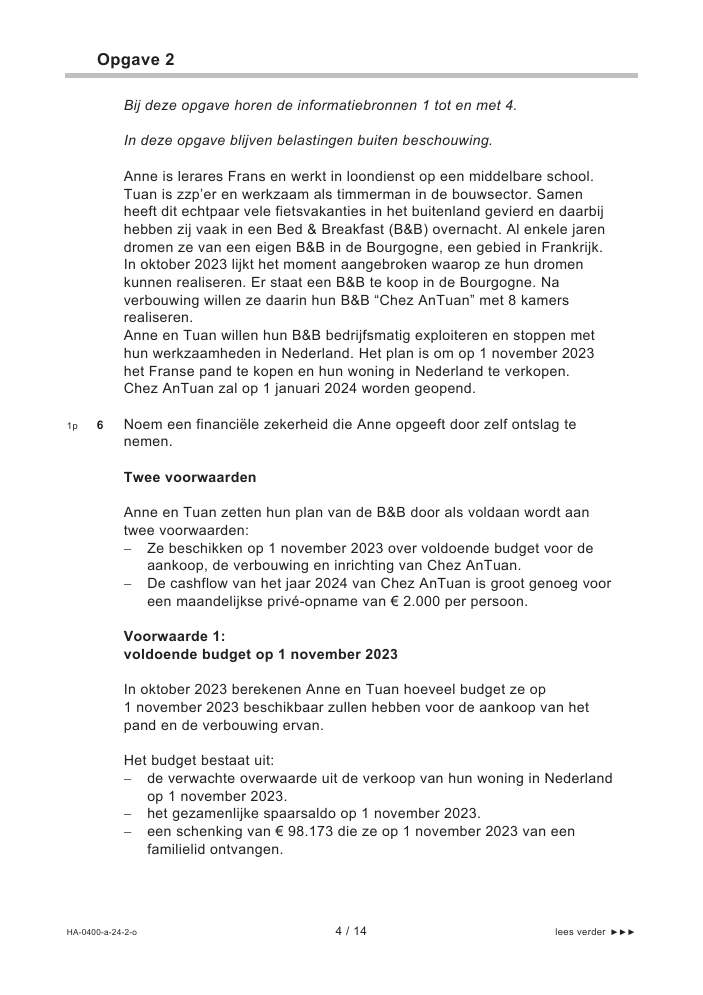 Opgave 2
Bij deze opgave horen de informatiebronnen 1 tot en met 4.
In deze opgave blijven belastingen buiten beschouwing.
Anne is lerares Frans en werkt in loondienst op een middelbare school.
Tuan is zzp’er en werkzaam als timmerman in de bouwsector. Samen
heeft dit echtpaar vele fietsvakanties in het buitenland gevierd en daarbij
hebben zij vaak in een Bed & Breakfast (B&B) overnacht. Al enkele jaren
dromen ze van een eigen B&B in de Bourgogne, een gebied in Frankrijk.
In oktober 2023 lijkt het moment aangebroken waarop ze hun dromen
kunnen realiseren. Er staat een B&B te koop in de Bourgogne. Na
verbouwing willen ze daarin hun B&B “Chez AnTuan” met 8 kamers
realiseren.
Anne en Tuan willen hun B&B bedrijfsmatig exploiteren en stoppen met
hun werkzaamheden in Nederland. Het plan is om op 1 november 2023
het Franse pand te kopen en hun woning in Nederland te verkopen.
Chez AnTuan zal op 1 januari 2024 worden geopend.
1p 6 Noem een financiële zekerheid die Anne opgeeft door zelf ontslag te
nemen.
Twee voorwaarden
Anne en Tuan zetten hun plan van de B&B door als voldaan wordt aan
twee voorwaarden:
– Ze beschikken op 1 november 2023 over voldoende budget voor de
aankoop, de verbouwing en inrichting van Chez AnTuan.
– De cashflow van het jaar 2024 van Chez AnTuan is groot genoeg voor
een maandelijkse privé-opname van € 2.000 per persoon.
Voorwaarde 1:
voldoende budget op 1 november 2023
In oktober 2023 berekenen Anne en Tuan hoeveel budget ze op
1 november 2023 beschikbaar zullen hebben voor de aankoop van het
pand en de verbouwing ervan.
Het budget bestaat uit:
– de verwachte overwaarde uit de verkoop van hun woning in Nederland
op 1 november 2023.
– het gezamenlijke spaarsaldo op 1 november 2023.
– een schenking van € 98.173 die ze op 1 november 2023 van een
familielid ontvangen.
HA-0400-a-24-2-o 4 / 14 lees verder ►►►